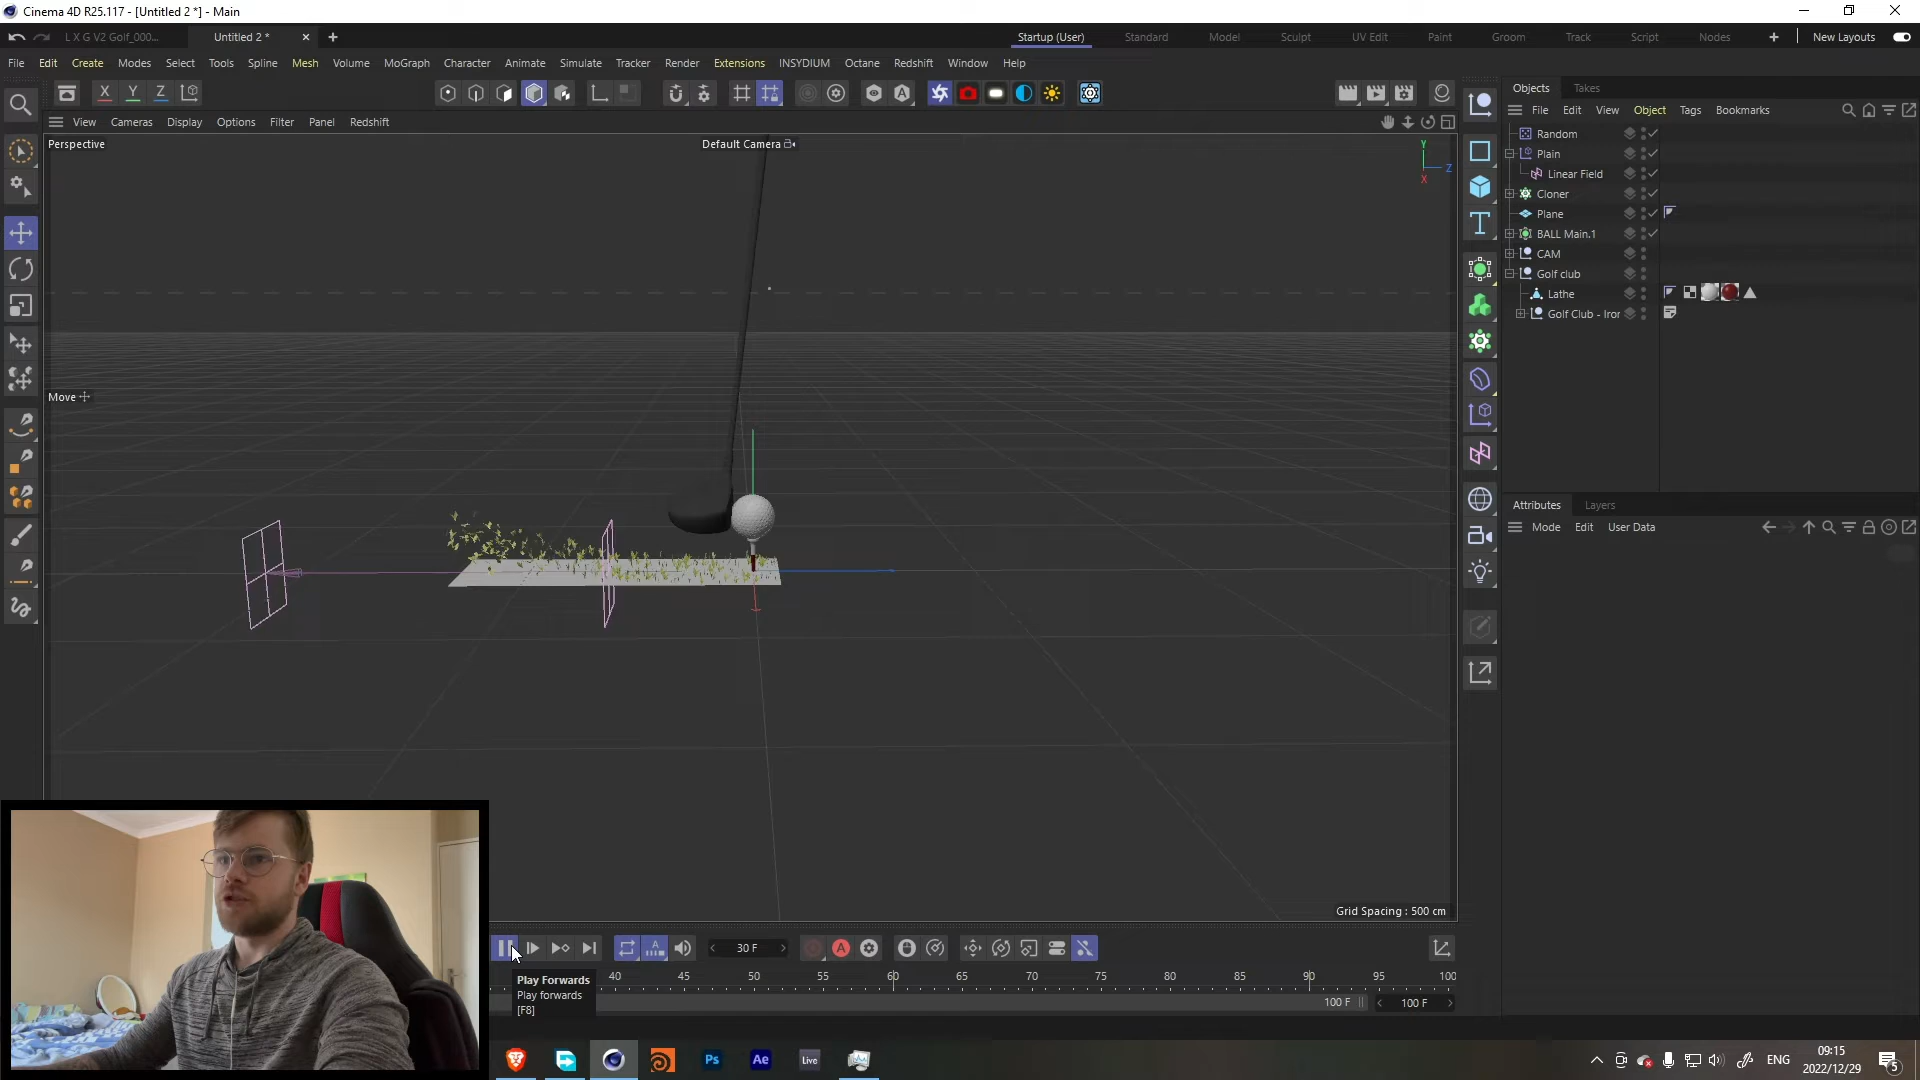 Cinema 4D R25.117 - [Untitled 2 *] - Main
L X G V2 Golf_000...
Untitled 2 *
Startup (User)
Standard
Model
Sculpt
UV Edit
Paint
Groom
Track
Script
Nodes
New Layouts
File Edit Create Modes Select Tools Spline Mesh Volume MoGraph Character Animate Simulate Tracker Render Extensions INSYDIUM Octane Redshift Window Help
X Y Z
View Cameras Display Options Filter Panel Redshift
Perspective
Default Camera
Y
Z
X
Move
Grid Spacing : 500 cm
Objects Takes
File Edit View Object Tags Bookmarks
Random
Plain
Linear Field
Cloner
Plane
BALL Main.1
CAM
Golf club
Lathe
Golf Club - Iron
Attributes Layers
Mode Edit User Data
30 F
40 45 50 55 60 65 70 75 80 85 90 95 100
100 F
100 F
Play Forwards
Play forwards
[F8]
Ps
Ae
Live
ENG
09:15
2022/12/29
5